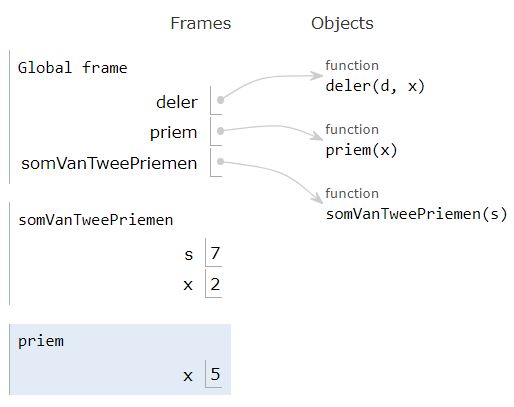 Frames Objects
Global frame
function
deler deler(d, x)
function
priem priem(x)
somVanTweePriemen
function
somVanTweePriemen(s)
somVanTweePriemen
s 7
x 2
priem
x 5